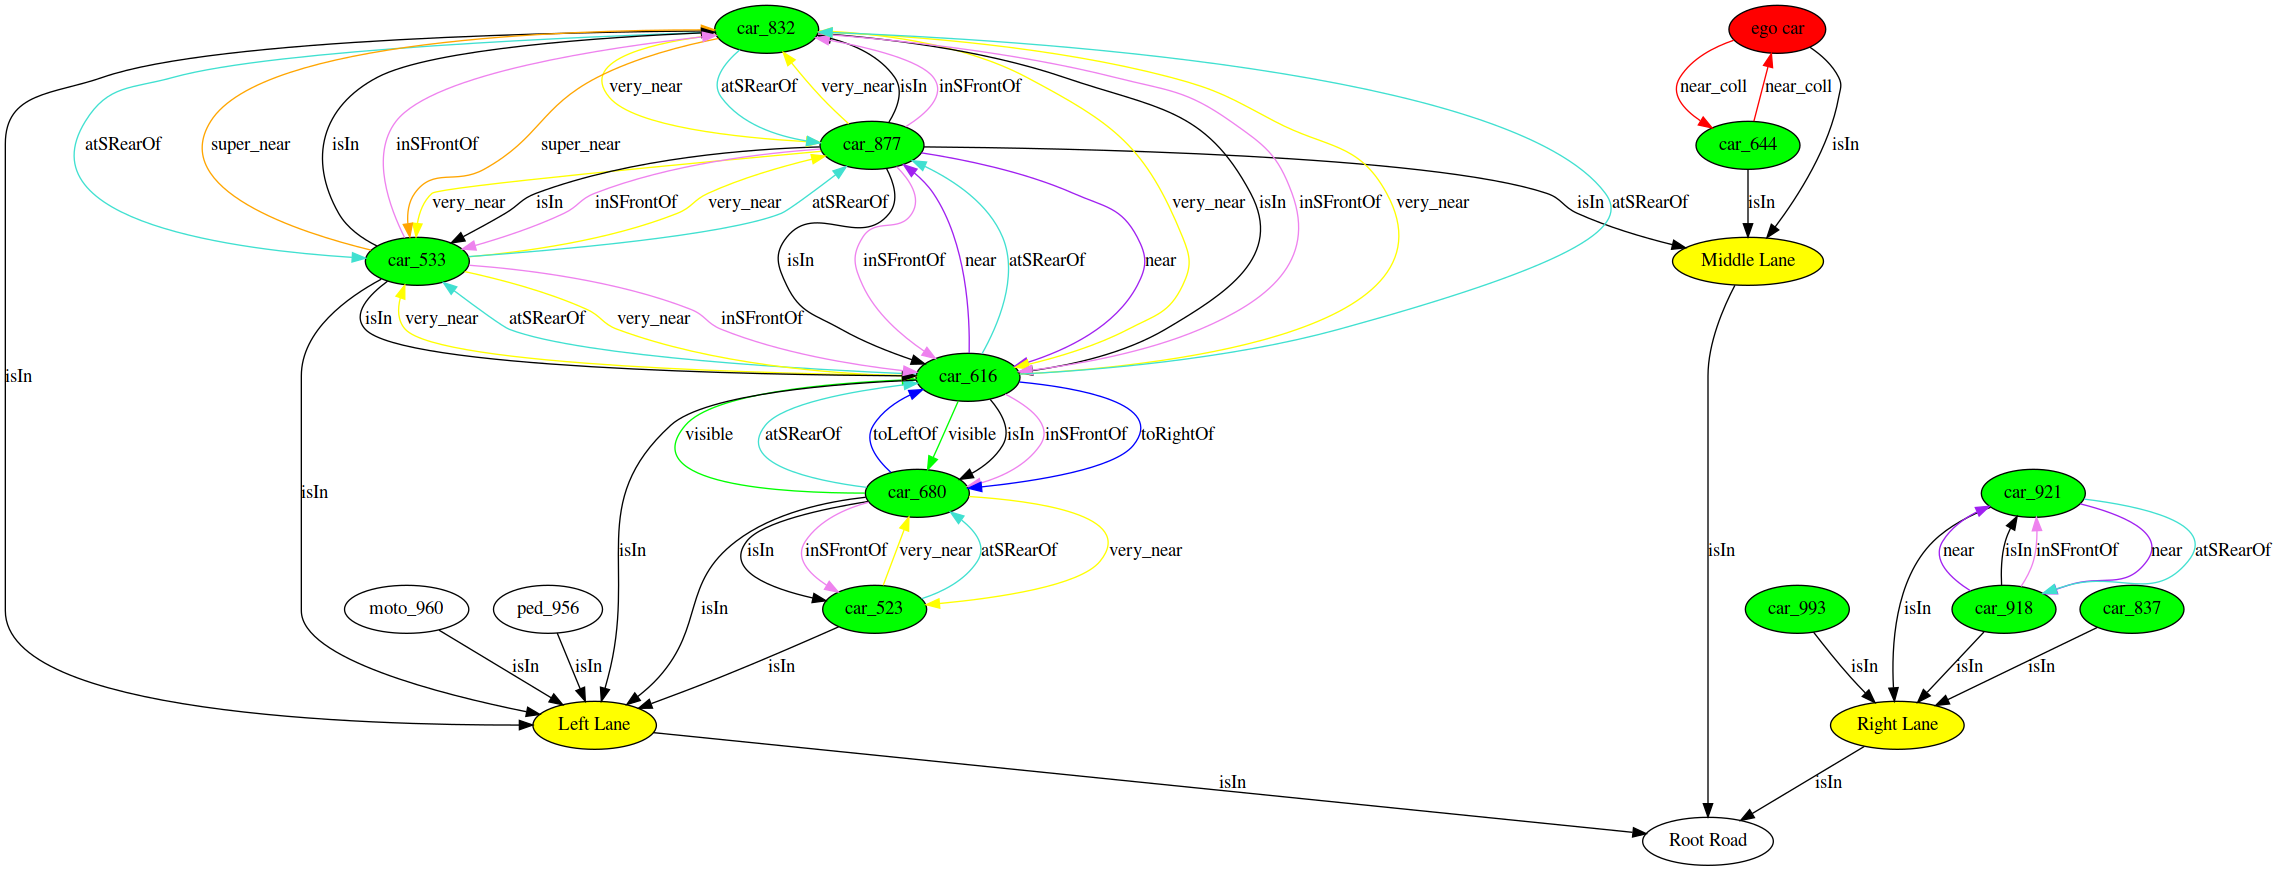 car_832
ego car
very_near
atSRearOf
very_near
isIn
inSFrontOf
near_coll
near_coll
atSRearOf
super_near
isIn
inSFrontOf
super_near
car_877
car_644
isIn
very_near
isIn
inSFrontOf
very_near
atSRearOf
very_near
isIn
inSFrontOf
very_near
isIn
atSRearOf
isIn
car_533
isIn
inSFrontOf
near
atSRearOf
near
Middle Lane
isIn
very_near
atSRearOf
very_near
inSFrontOf
isIn
car_616
visible
atSRearOf
toLeftOf
visible
isIn
inSFrontOf
toRightOf
isIn
car_680
car_921
isIn
isIn
inSFrontOf
very_near
atSRearOf
very_near
isIn
near
isIn
inSFrontOf
near
atSRearOf
moto_960
ped_956
isIn
car_523
car_993
car_918
car_837
isIn
isIn
isIn
isIn
isIn
isIn
isIn
Left Lane
Right Lane
isIn
isIn
Root Road